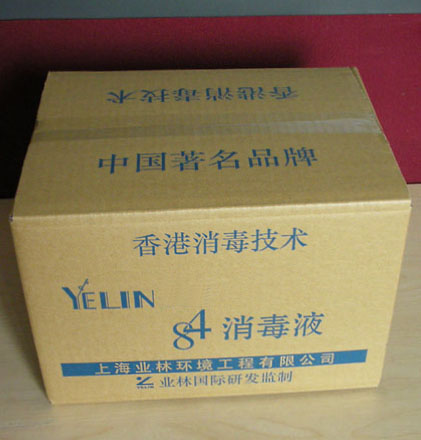 香港消毒技术
中国著名品牌
香港消毒技术
YELIN
84消毒液
上海业林环境工程有限公司
业林国际研发监制